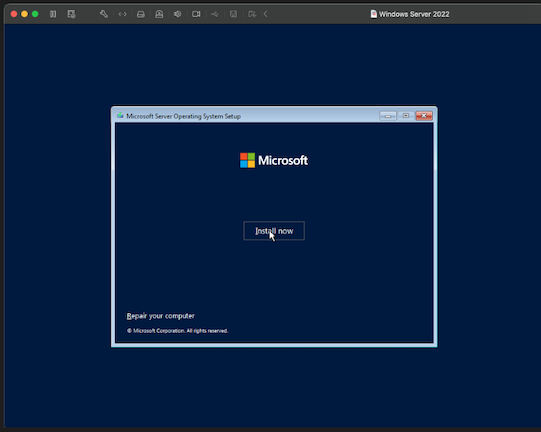 Windows Server 2022
Microsoft Server Operating System Setup
Microsoft
Install now
Repair your computer
© Microsoft Corporation. All rights reserved.